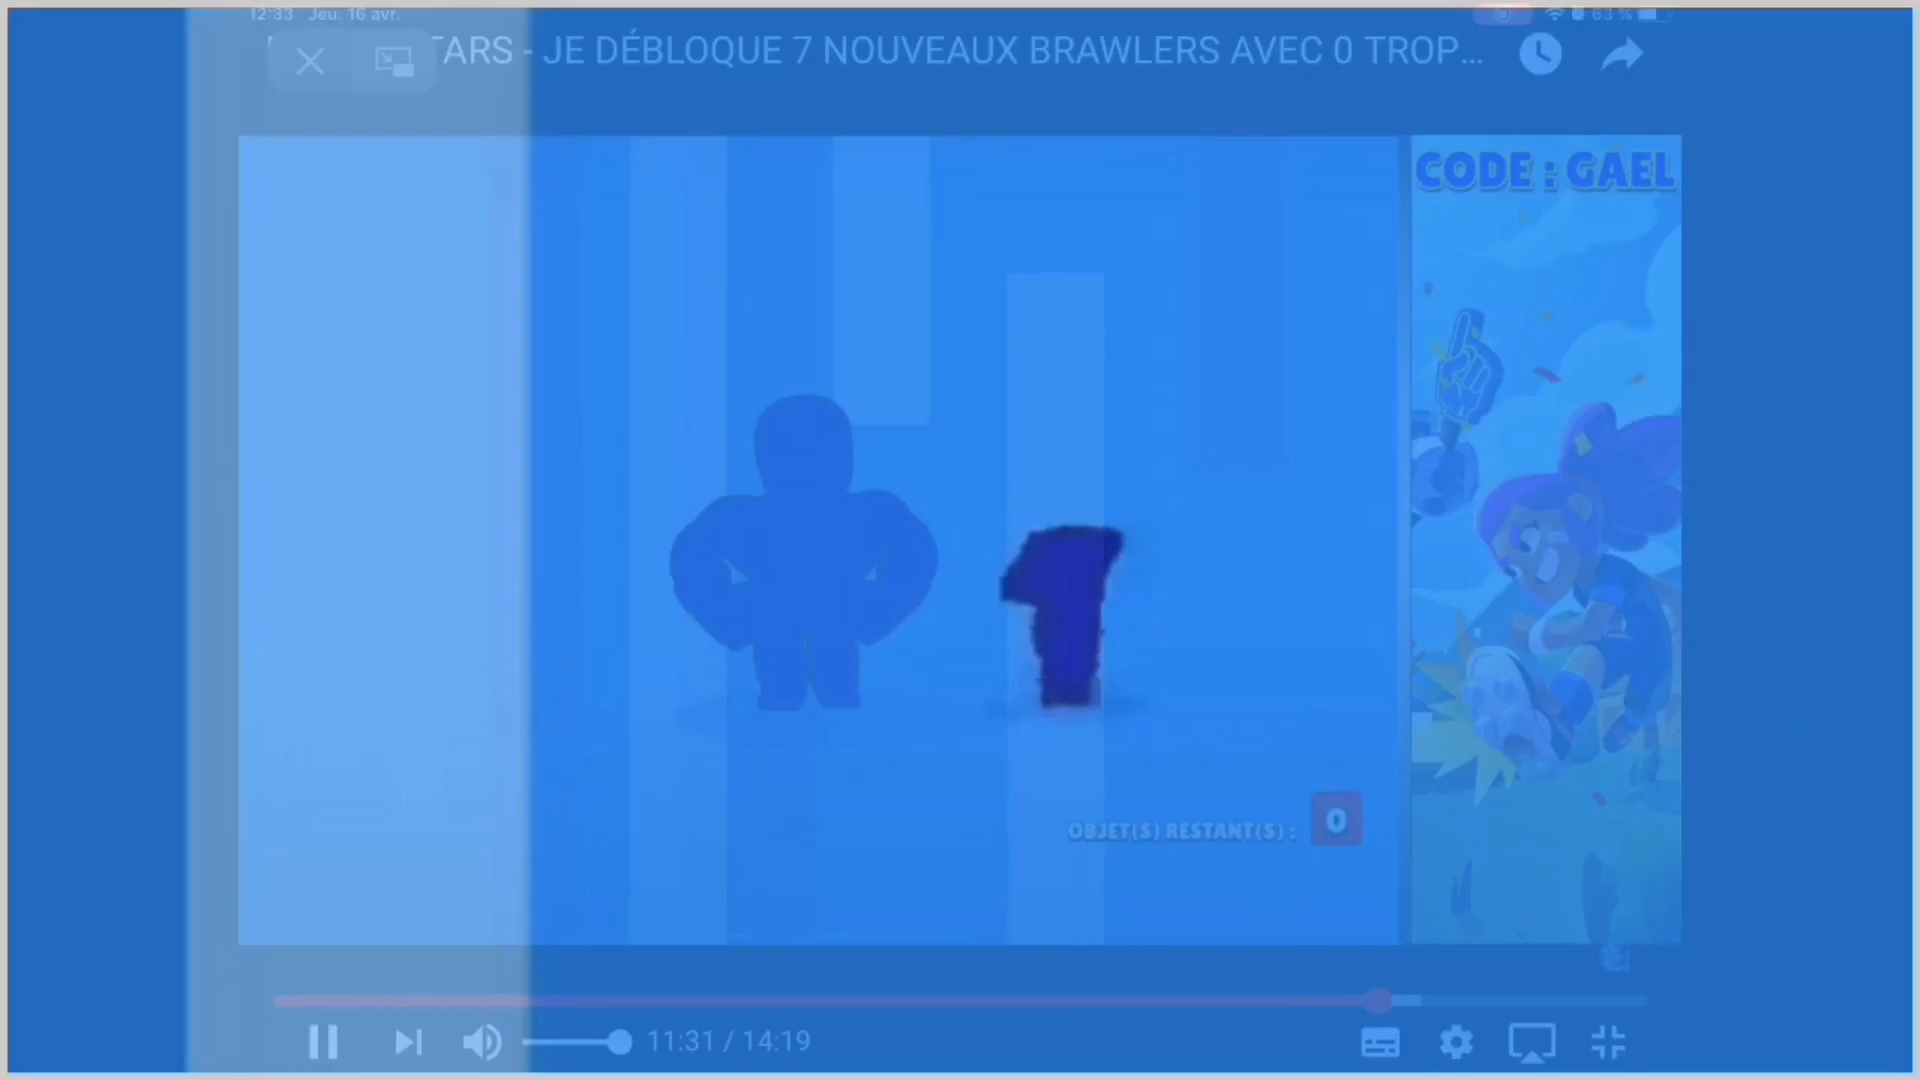 12:33 Jeu. 16 avr.
63 %
TARS - JE DÉBLOQUE 7 NOUVEAUX BRAWLERS AVEC 0 TROP...
CODE : GAEL
OBJET(S) RESTANT(S) : 0
11:31 / 14:19